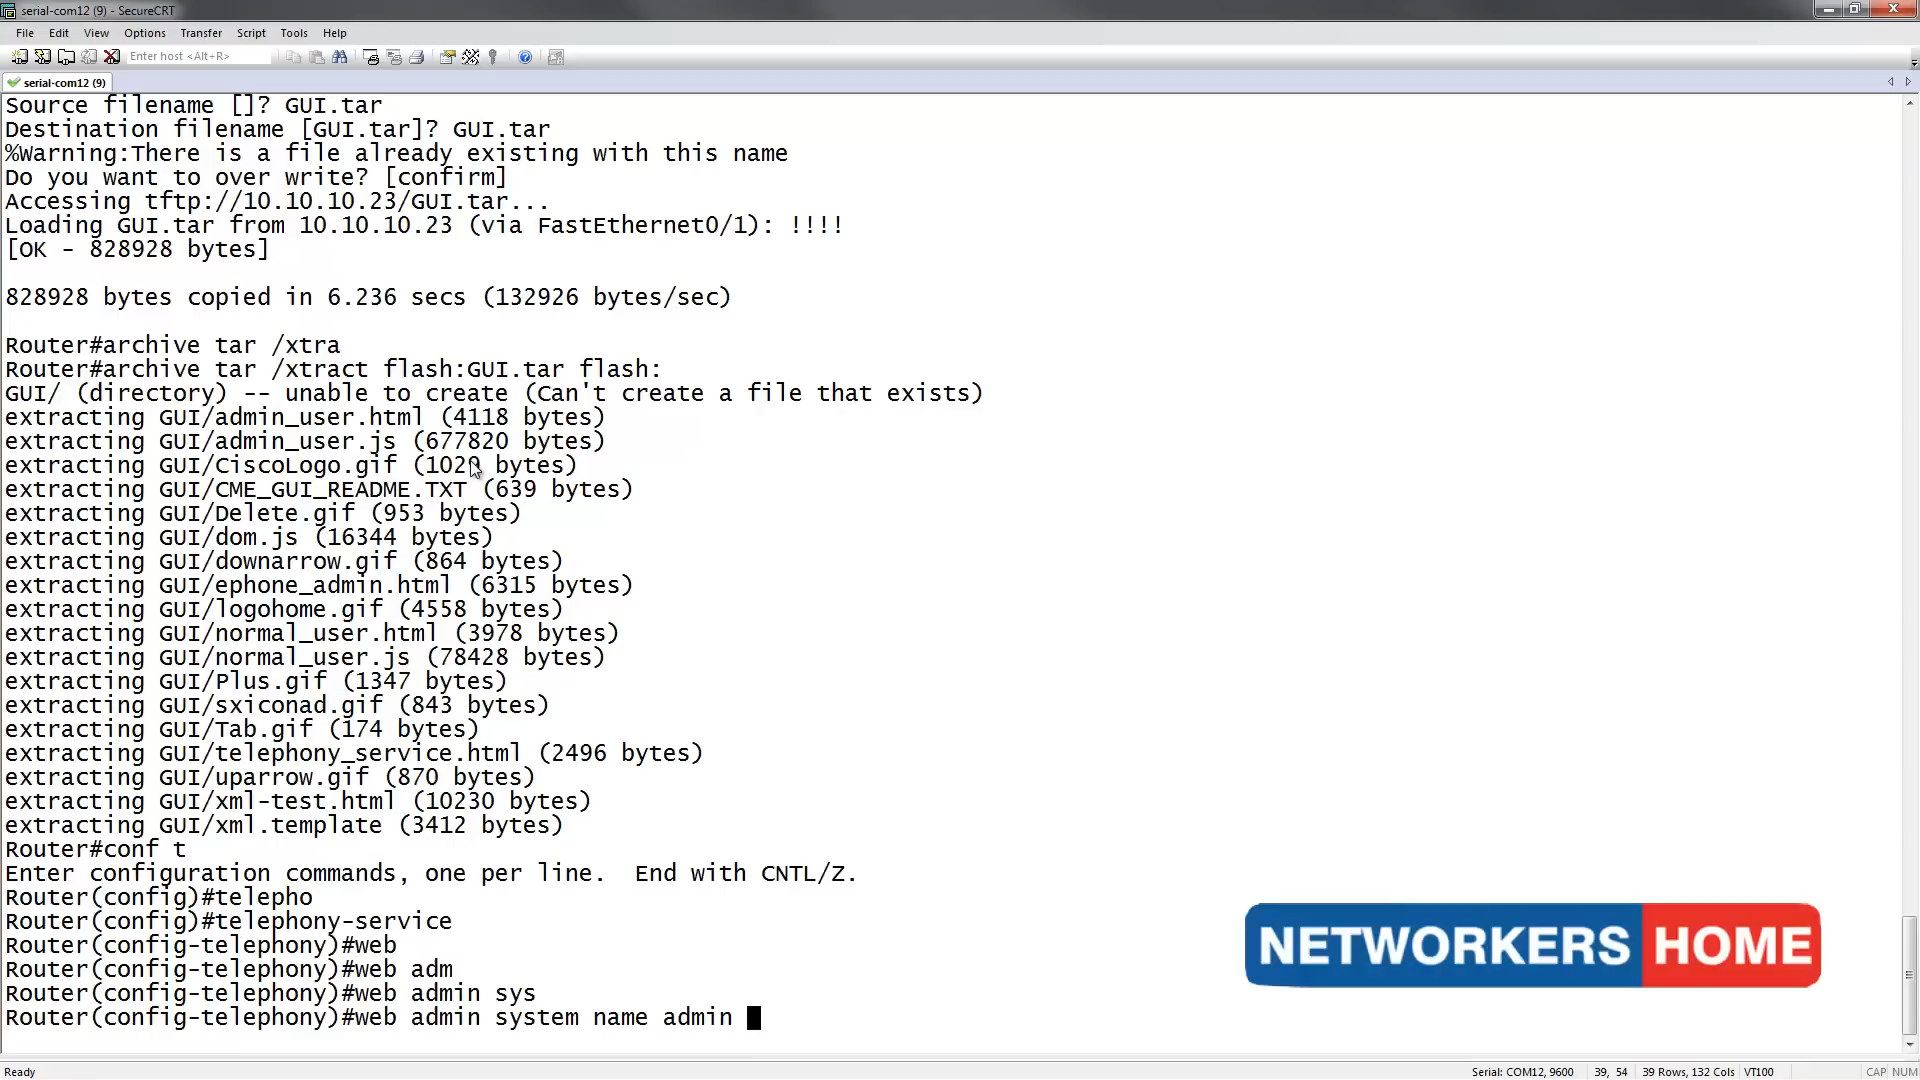 serial-com12 (9) - SecureCRT
File Edit View Options Transfer Script Tools Help
Enter host <Alt+R>
serial-com12 (9)
Source filename []? GUI.tar
Destination filename [GUI.tar]? GUI.tar
%Warning:There is a file already existing with this name
Do you want to over write? [confirm]
Accessing tftp://10.10.10.23/GUI.tar...
Loading GUI.tar from 10.10.10.23 (via FastEthernet0/1): !!!!
[OK - 828928 bytes]
828928 bytes copied in 6.236 secs (132926 bytes/sec)
Router#archive tar /xtra
Router#archive tar /xtract flash:GUI.tar flash:
GUI/ (directory) -- unable to create (Can't create a file that exists)
extracting GUI/admin_user.html (4118 bytes)
extracting GUI/admin_user.js (677820 bytes)
extracting GUI/CiscoLogo.gif (1029 bytes)
extracting GUI/CME_GUI_README.TXT (639 bytes)
extracting GUI/Delete.gif (953 bytes)
extracting GUI/dom.js (16344 bytes)
extracting GUI/downarrow.gif (864 bytes)
extracting GUI/ephone_admin.html (6315 bytes)
extracting GUI/logohome.gif (4558 bytes)
extracting GUI/normal_user.html (3978 bytes)
extracting GUI/normal_user.js (78428 bytes)
extracting GUI/Plus.gif (1347 bytes)
extracting GUI/sxiconad.gif (843 bytes)
extracting GUI/Tab.gif (174 bytes)
extracting GUI/telephony_service.html (2496 bytes)
extracting GUI/uparrow.gif (870 bytes)
extracting GUI/xml-test.html (10230 bytes)
extracting GUI/xml.template (3412 bytes)
Router#conf t
Enter configuration commands, one per line.  End with CNTL/Z.
Router(config)#telepho
Router(config)#telephony-service
Router(config-telephony)#web
Router(config-telephony)#web adm
Router(config-telephony)#web admin sys
Router(config-telephony)#web admin system name admin
NETWORKERS HOME
Ready Serial: COM12, 9600 39, 54 39 Rows, 132 Cols VT100 CAP NUM